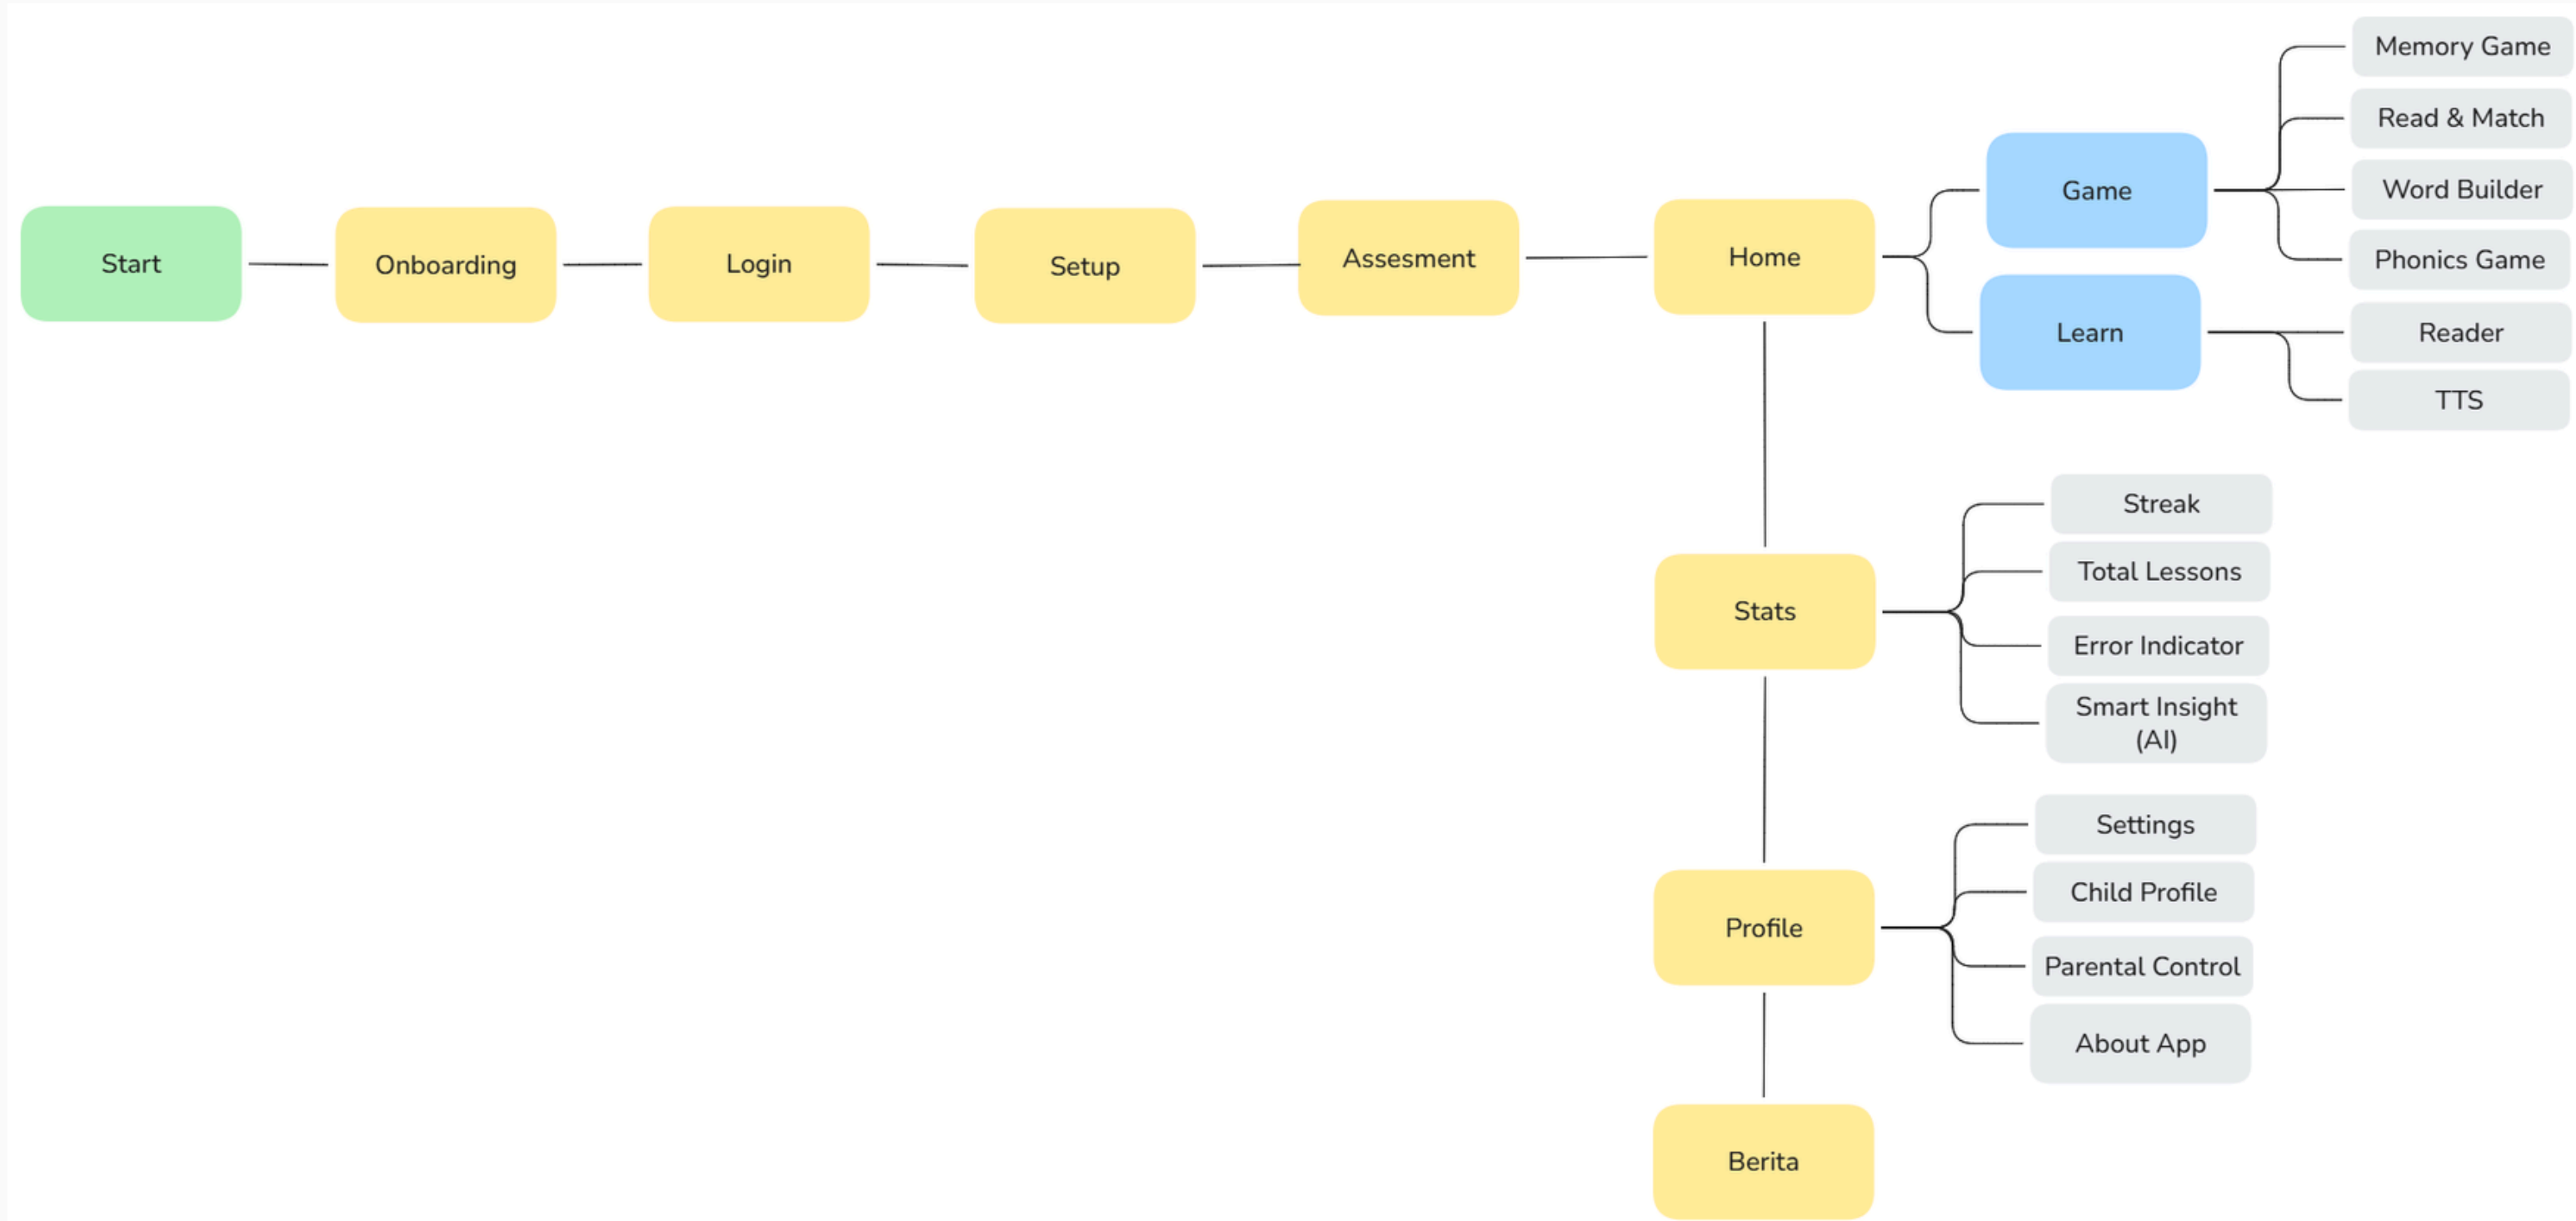 Start
Onboarding
Login
Setup
Assesment
Home
Game
Memory Game
Read & Match
Word Builder
Phonics Game
Learn
Reader
TTS
Stats
Streak
Total Lessons
Error Indicator
Smart Insight
(AI)
Profile
Settings
Child Profile
Parental Control
About App
Berita